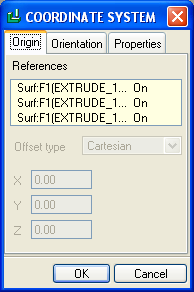 COORDINATE SYSTEM
Origin Orientation Properties
References
Surf:F1(EXTRUDE_1... On
Surf:F1(EXTRUDE_1... On
Surf:F1(EXTRUDE_1... On
Offset type Cartesian
X 0.00
Y 0.00
Z 0.00
OK Cancel